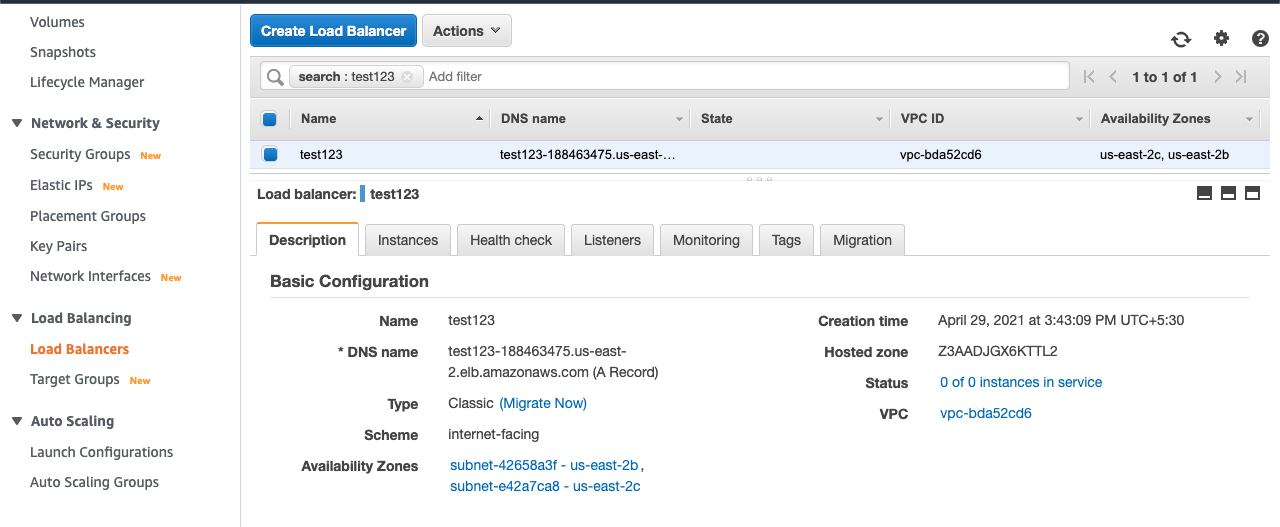 Volumes
Snapshots
Lifecycle Manager
Network & Security
Security Groups New
Elastic IPs New
Placement Groups
Key Pairs
Network Interfaces New
Load Balancing
Load Balancers
Target Groups New
Auto Scaling
Launch Configurations
Auto Scaling Groups
Create Load Balancer Actions
search : test123 Add filter 1 to 1 of 1
Name DNS name State VPC ID Availability Zones
test123 test123-188463475.us-east-... vpc-bda52cd6 us-east-2c, us-east-2b
Load balancer: test123
Description Instances Health check Listeners Monitoring Tags Migration
Basic Configuration
Name test123
* DNS name test123-188463475.us-east-
2.elb.amazonaws.com (A Record)
Type Classic (Migrate Now)
Scheme internet-facing
Availability Zones subnet-42658a3f - us-east-2b,
subnet-e42a7ca8 - us-east-2c
Creation time April 29, 2021 at 3:43:09 PM UTC+5:30
Hosted zone Z3AADJGX6KTTL2
Status 0 of 0 instances in service
VPC vpc-bda52cd6